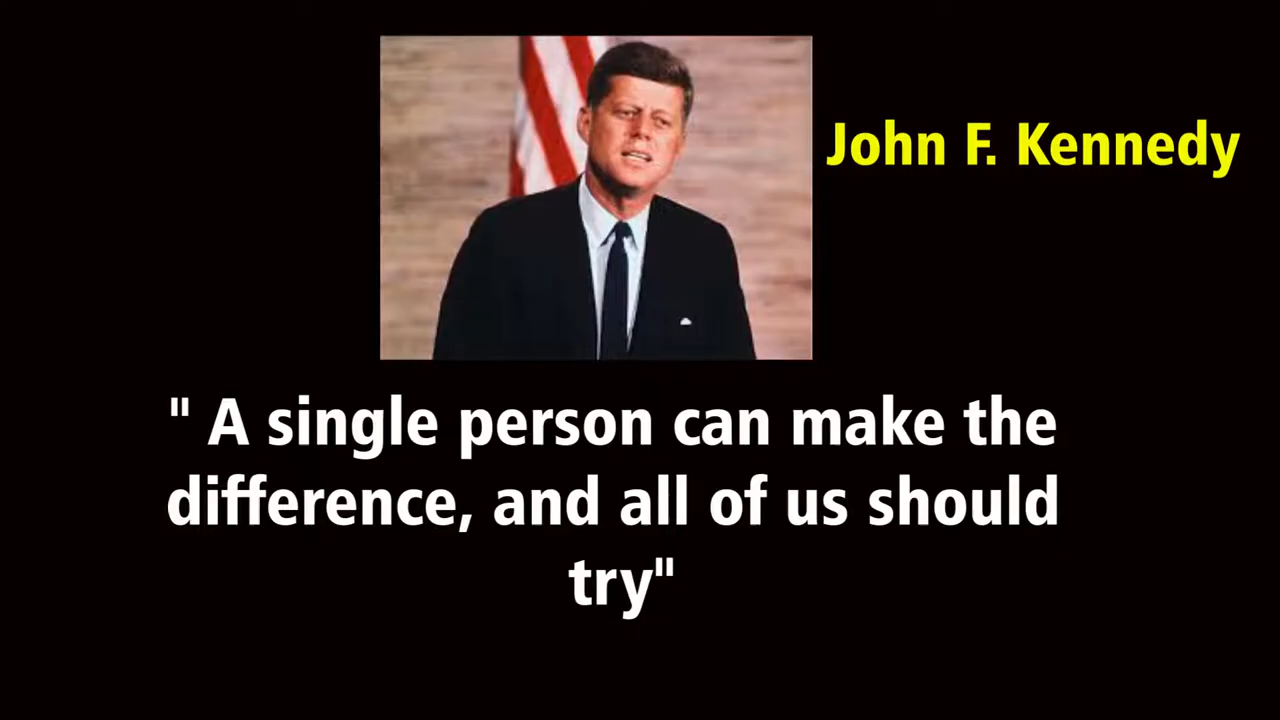 John F. Kennedy
" A single person can make the
difference, and all of us should
try"